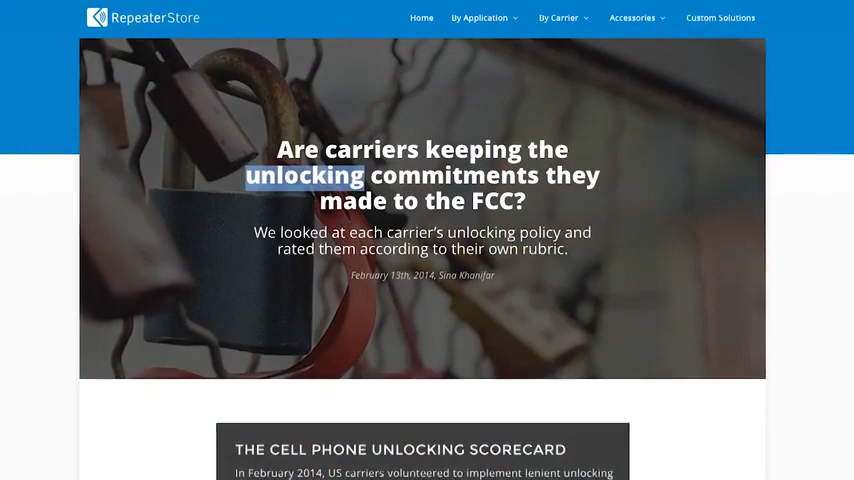 RepeaterStore
Home By Application By Carrier Accessories Custom Solutions
Are carriers keeping the
unlocking commitments they
made to the FCC?
We looked at each carrier's unlocking policy and
rated them according to their own rubric.
February 13th, 2014, Sina Khanifar
THE CELL PHONE UNLOCKING SCORECARD
In February 2014, US carriers volunteered to implement lenient unlocking